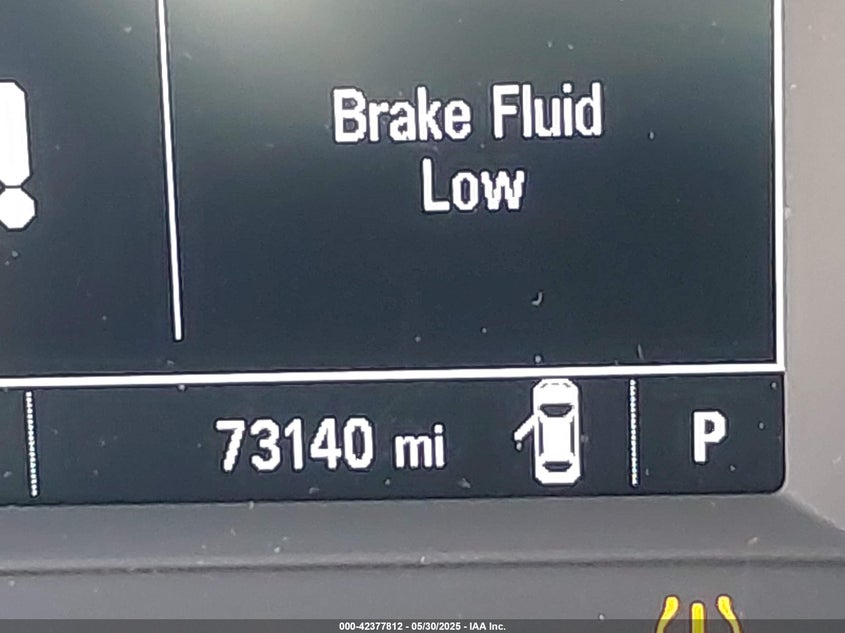 Brake Fluid
Low
73140 mi
P
000-42377812 - 05/30/2025 - IAA Inc.